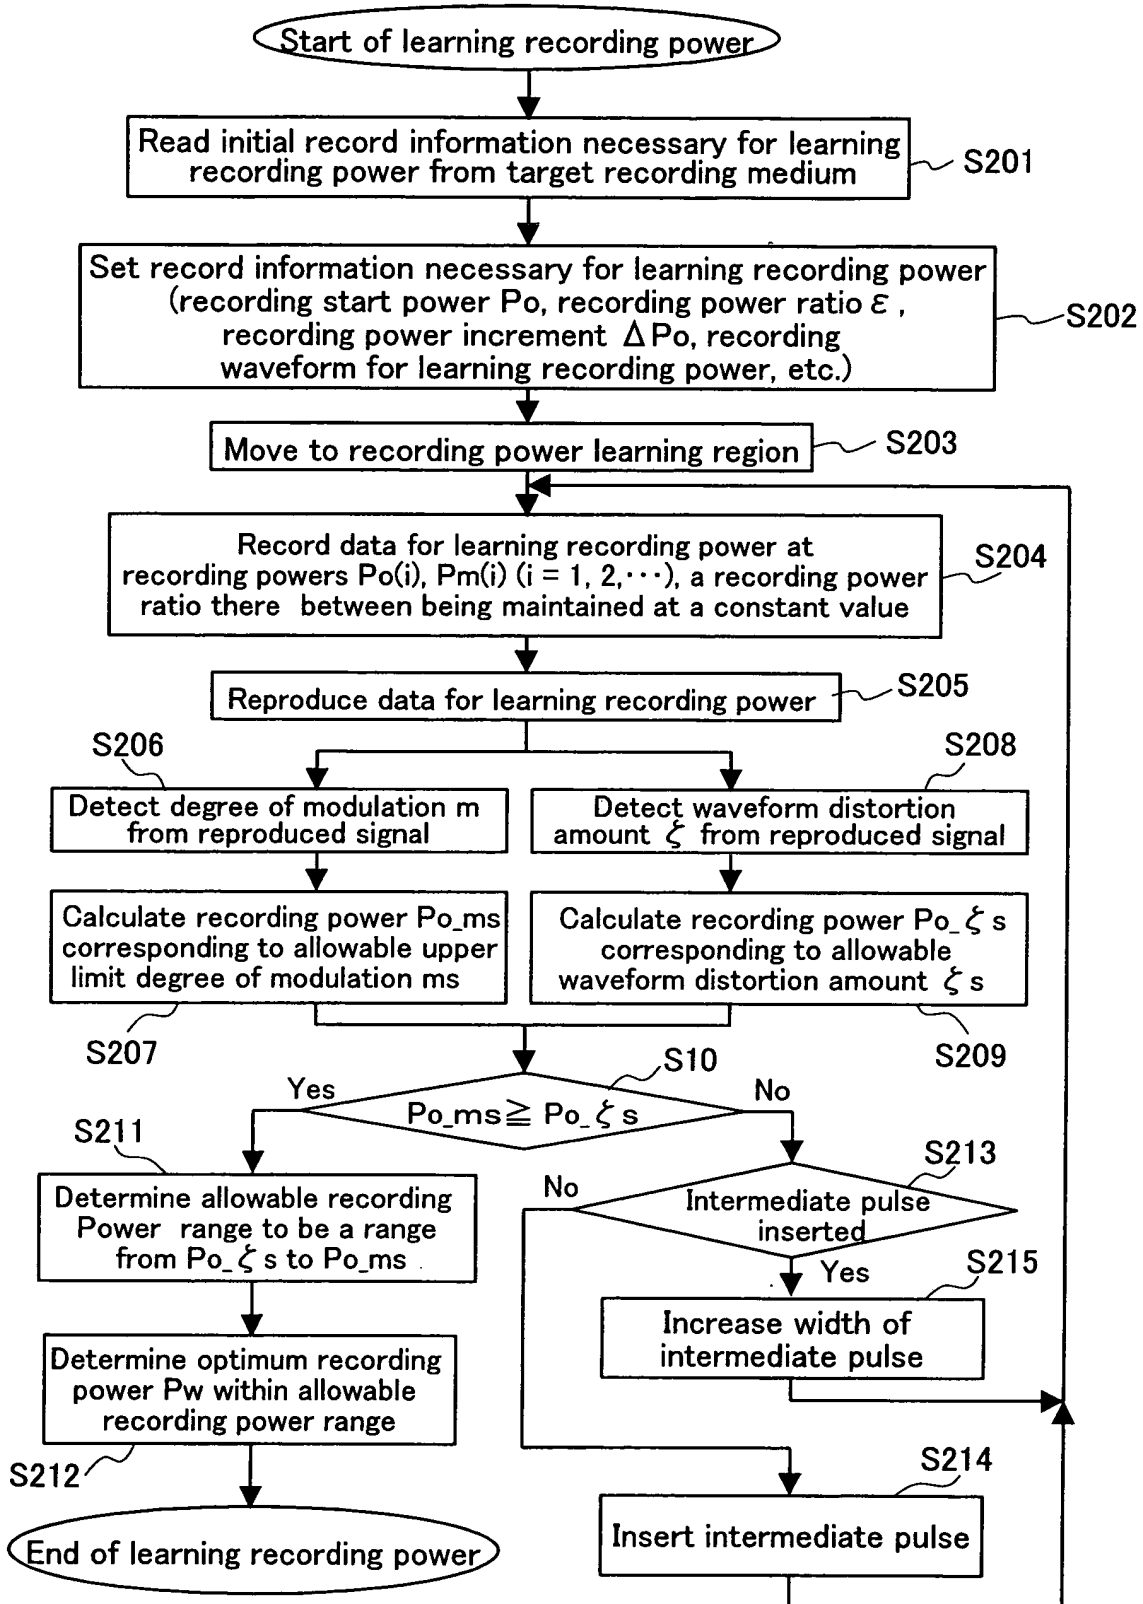 Start of learning recording power
Read initial record information necessary for learning
recording power from target recording medium
S201
Set record information necessary for learning recording power
(recording start power Po, recording power ratio ε ,
recording power increment ΔPo, recording
waveform for learning recording power, etc.)
S202
Move to recording power learning region
S203
Record data for learning recording power at
recording powers Po(i), Pm(i) (i = 1, 2,･･･), a recording power
ratio there between being maintained at a constant value
S204
Reproduce data for learning recording power
S205
S206
Detect degree of modulation m
from reproduced signal
S208
Detect waveform distortion
amount ζ from reproduced signal
Calculate recording power Po_ms
corresponding to allowable upper
limit degree of modulation ms
S207
Calculate recording power Po_ζs
corresponding to allowable
waveform distortion amount ζs
S209
S10
Yes
Po_ms≧ Po_ζs
No
S211
Determine allowable recording
Power range to be a range
from Po_ζs to Po_ms
S213
No
Intermediate pulse
inserted
Yes
S215
Increase width of
intermediate pulse
Determine optimum recording
power Pw within allowable
recording power range
S212
S214
Insert intermediate pulse
End of learning recording power